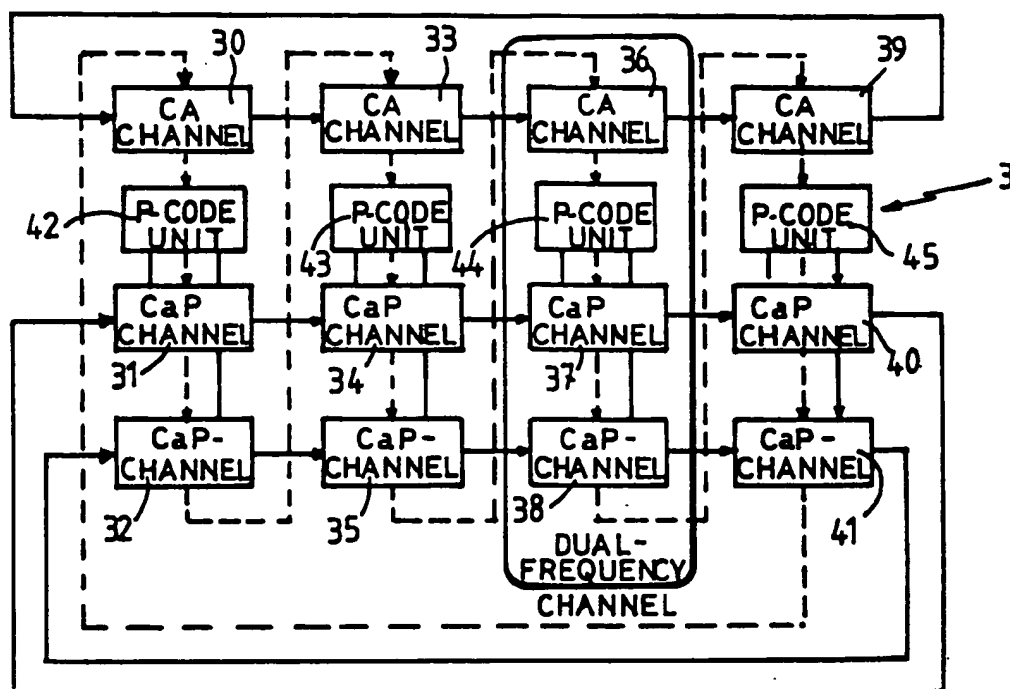 30
33
36
39
CA
CHANNEL
CA
CHANNEL
CA
CHANNEL
CA
CHANNEL
3
42
P-CODE
UNIT
43
P-CODE
UNIT
44
P-CODE
UNIT
45
P-CODE
UNIT
CaP
CHANNEL
CaP
CHANNEL
CaP
CHANNEL
CaP
CHANNEL
31
34
37
40
CaP-
CHANNEL
CaP-
CHANNEL
CaP-
CHANNEL
CaP-
CHANNEL
32
35
38
41
DUAL-
FREQUENCY
CHANNEL